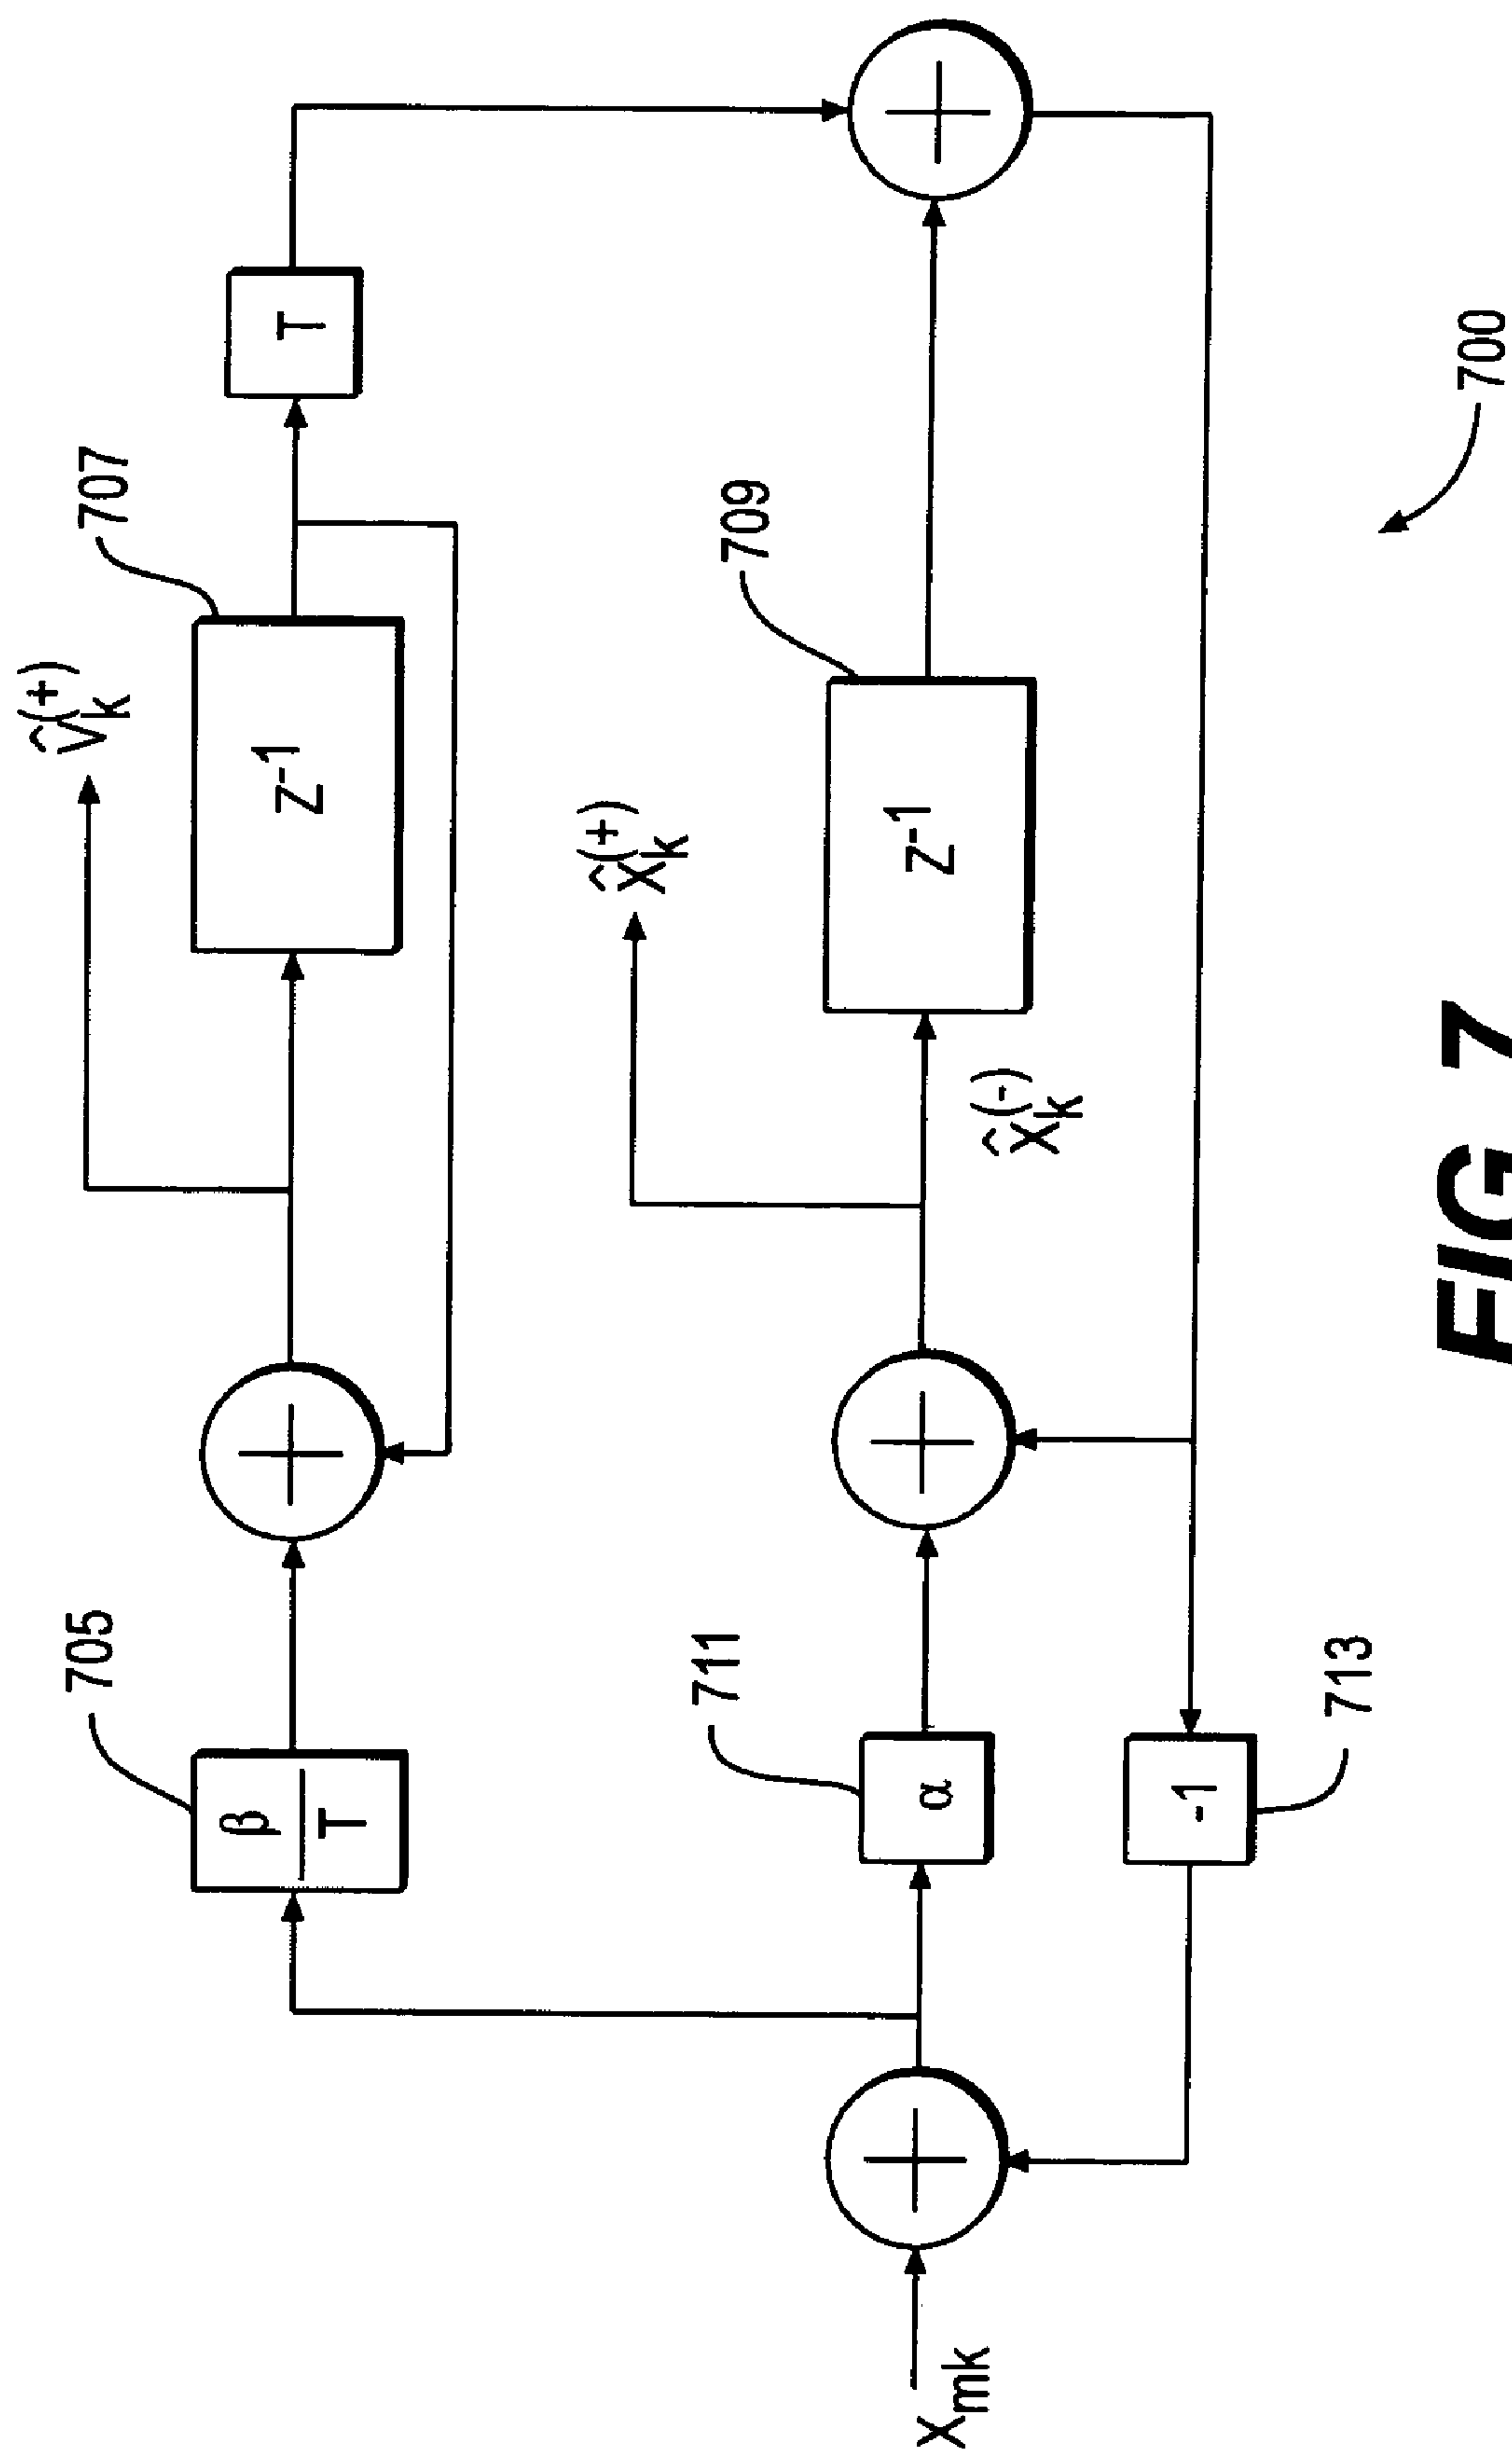 V̂k(+)
707
Z-1
T
705
β
T
X̂k(+)
709
Z-1
X̂k(-)
711
α
713
-1
Xmk
700
FIG 7